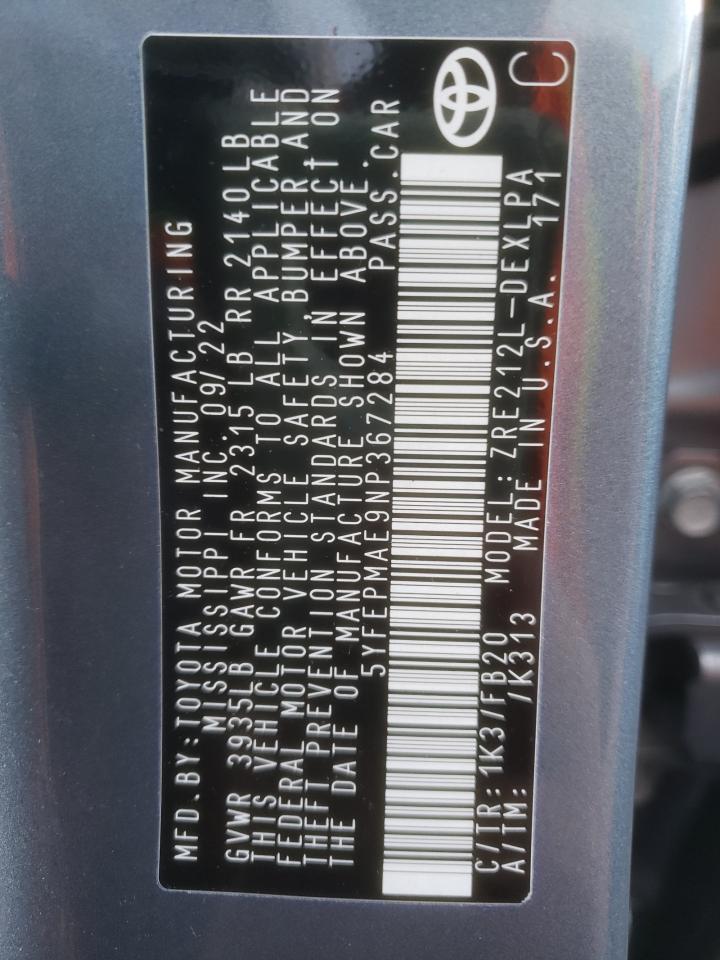 MFD.BY:TOYOTA MOTOR MANUFACTURING
MISSISSIPPI INC. 09/22
GVWR 3935LB GAWR FR 2315 LB RR 2140LB
THIS VEHICLE CONFORMS TO ALL APPLICABLE
FEDERAL MOTOR VEHICLE SAFETY,BUMPER,AND
THEFT PREVENTION STANDARDS IN EFFECT ON
THE DATE OF MANUFACTURE SHOWN ABOVE.
5YFEPMAE9NP367284 PASS.CAR
C/TR:1K3/FB20 MODEL:ZRE212L-DEXLPA
A/TM: /K313 MADE IN U.S.A. 171
C